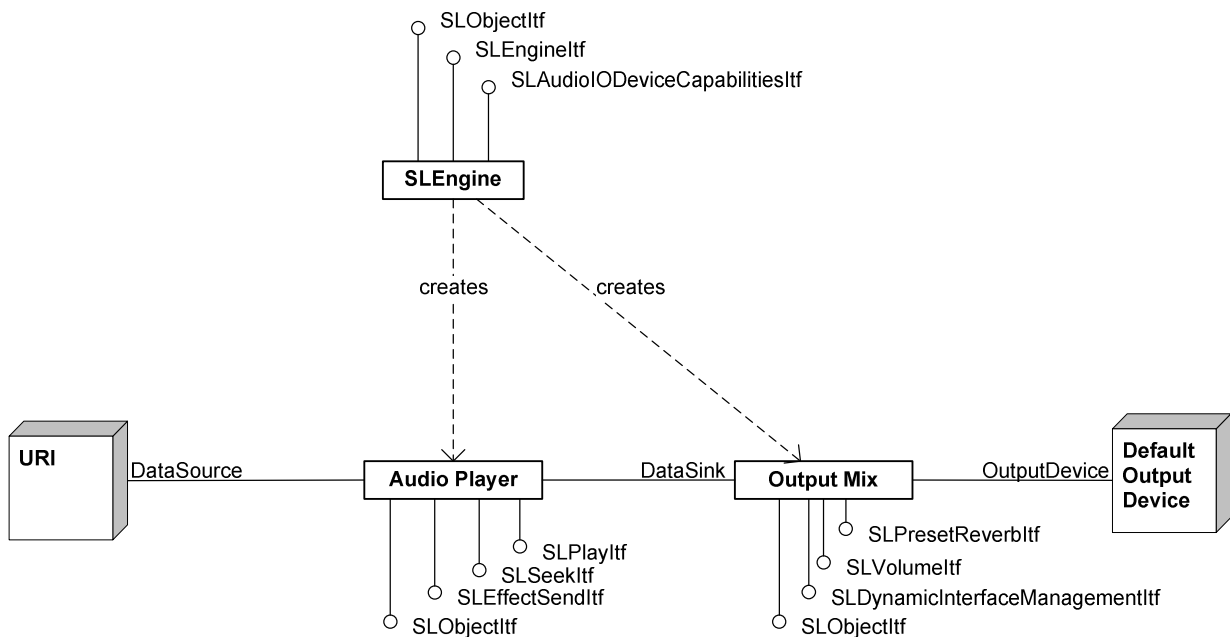 SLObjectItf
SLEngineItf
SLAudioIODeviceCapabilitiesItf
SLEngine
creates
creates
URI
DataSource
Audio Player
DataSink
Output Mix
OutputDevice
Default
Output
Device
SLPlayItf
SLSeekItf
SLEffectSendItf
SLObjectItf
SLPresetReverbItf
SLVolumeItf
SLDynamicInterfaceManagementItf
SLObjectItf